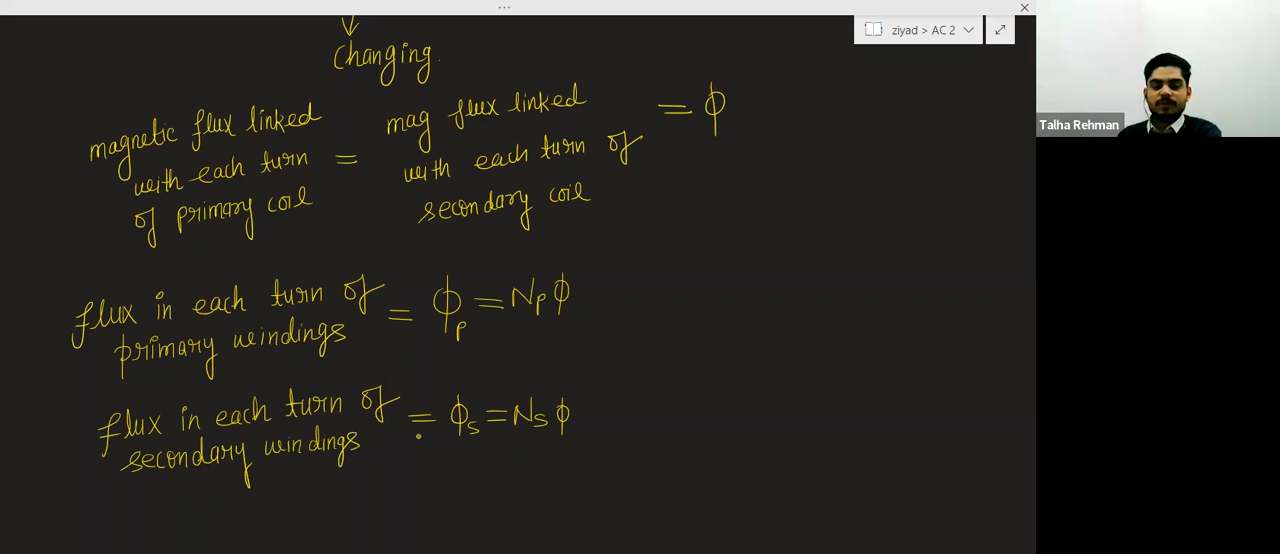 ziyad > AC 2
Changing.
magnetic flux linked
with each turn
of primary coil
=
mag flux linked
with each turn of
secondary coil
= ϕ
flux in each turn of
primary windings
= ϕp = Npϕ
flux in each turn of
secondary windings
= ϕs = Nsϕ
Talha Rehman